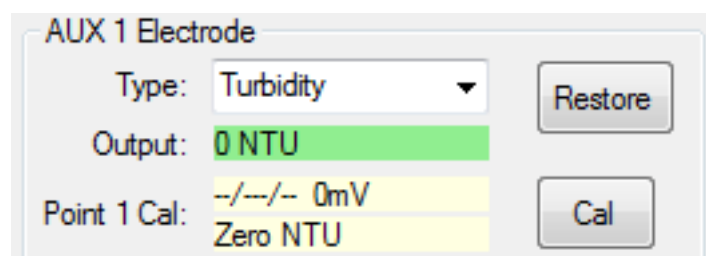 AUX 1 Electrode
Type: Turbidity Restore
Output: 0 NTU
Point 1 Cal: --/---/-- 0mV Cal
Zero NTU